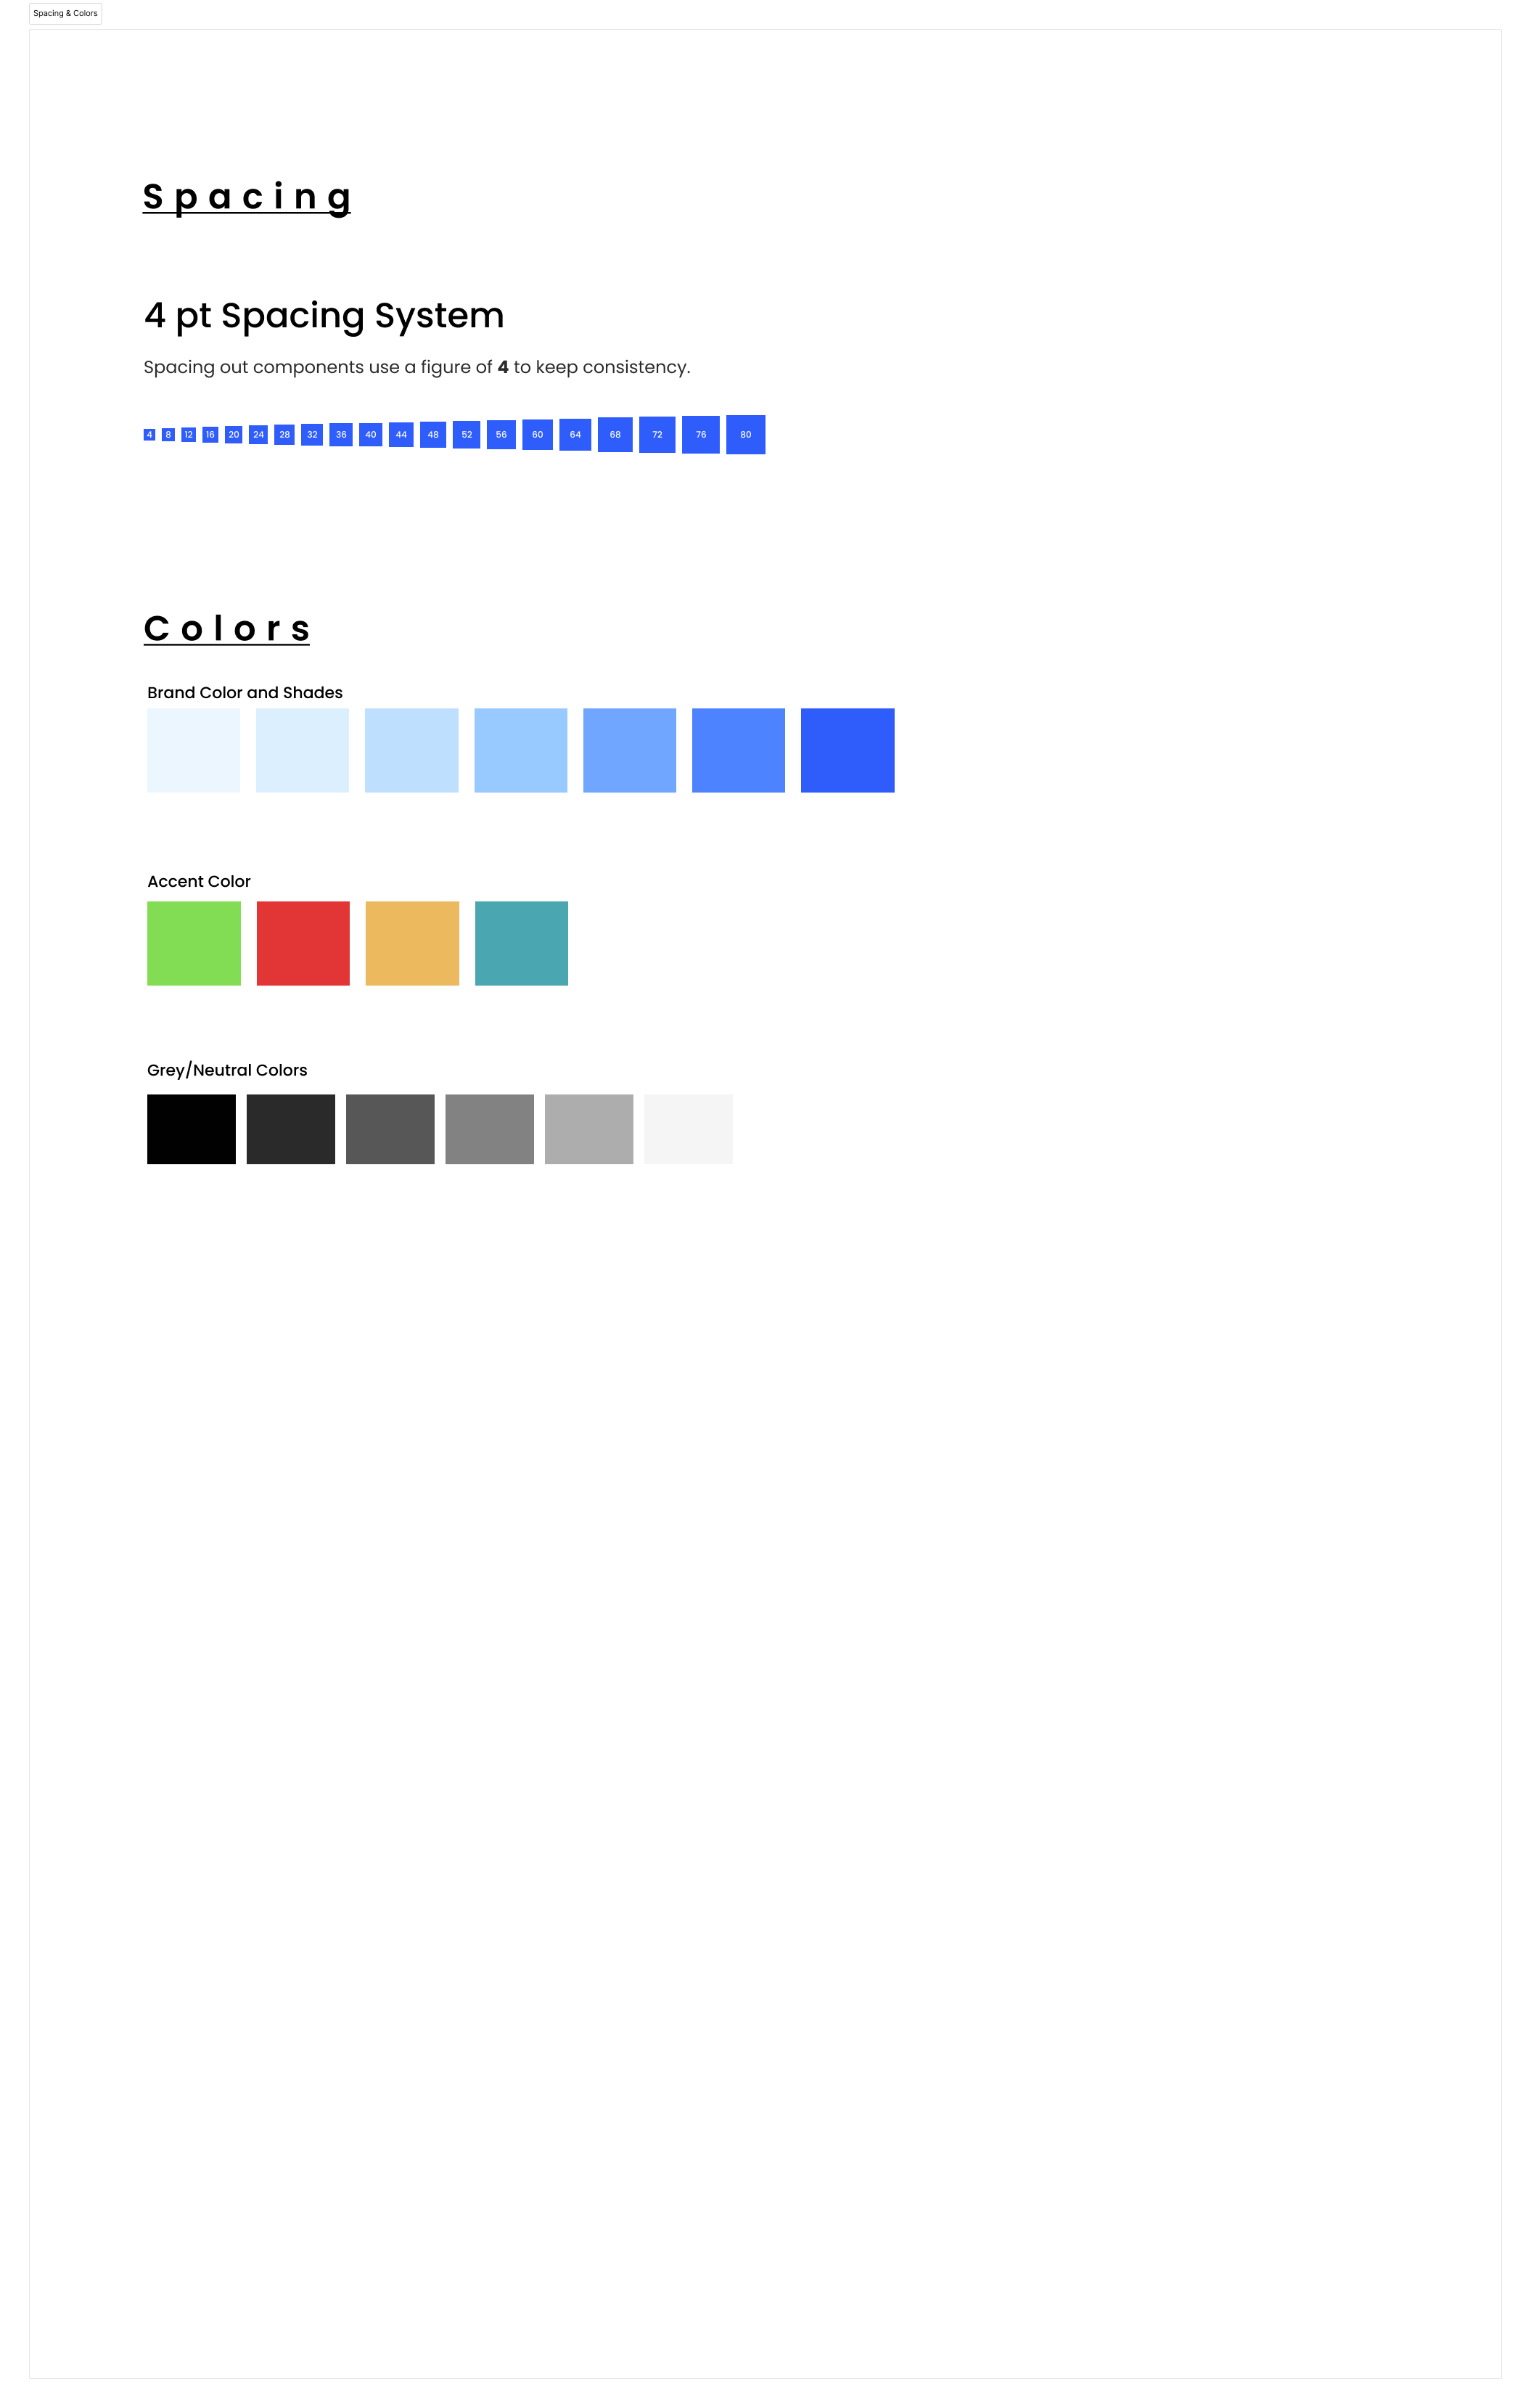 Spacing & Colors
Spacing
4 pt Spacing System
Spacing out components use a figure of 4 to keep consistency.
4 8 12 16 20 24 28 32 36 40 44 48 52 56 60 64 68 72 76 80
Colors
Brand Color and Shades
Accent Color
Grey/Neutral Colors